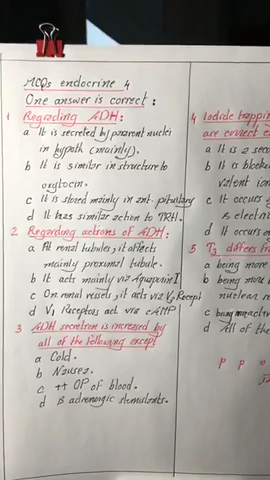 MCQs endocrine 4
One answer is correct:
1 Regrading ADH:
a It is secreted by paravent nuclei
in hypoth (mainly).
b It is similar in structure to
oxytocin.
c It is stored mainly in ant. pituitary
d It has similar action to TRH.
2 Regarding actions of ADH:
a At renal tubules, it affects
mainly proximal tubule.
b It acts mainly via Aquaporin I
c On renal vessels, it acts via V2 Recept
d V1 Receptors act via cAMP
3 ADH secretion is increased by
all of the following except
a Cold.
b Nausea.
c ++ OP of blood.
d β adrenergic stimulants.
4 Iodide trappin
are correct e
a It is 2
b It is block
valent ion
c It occurs
& electri
d It occurs
5 T3 differs fr
a being more
b being more
nuclear r
c being more acti
d All of the